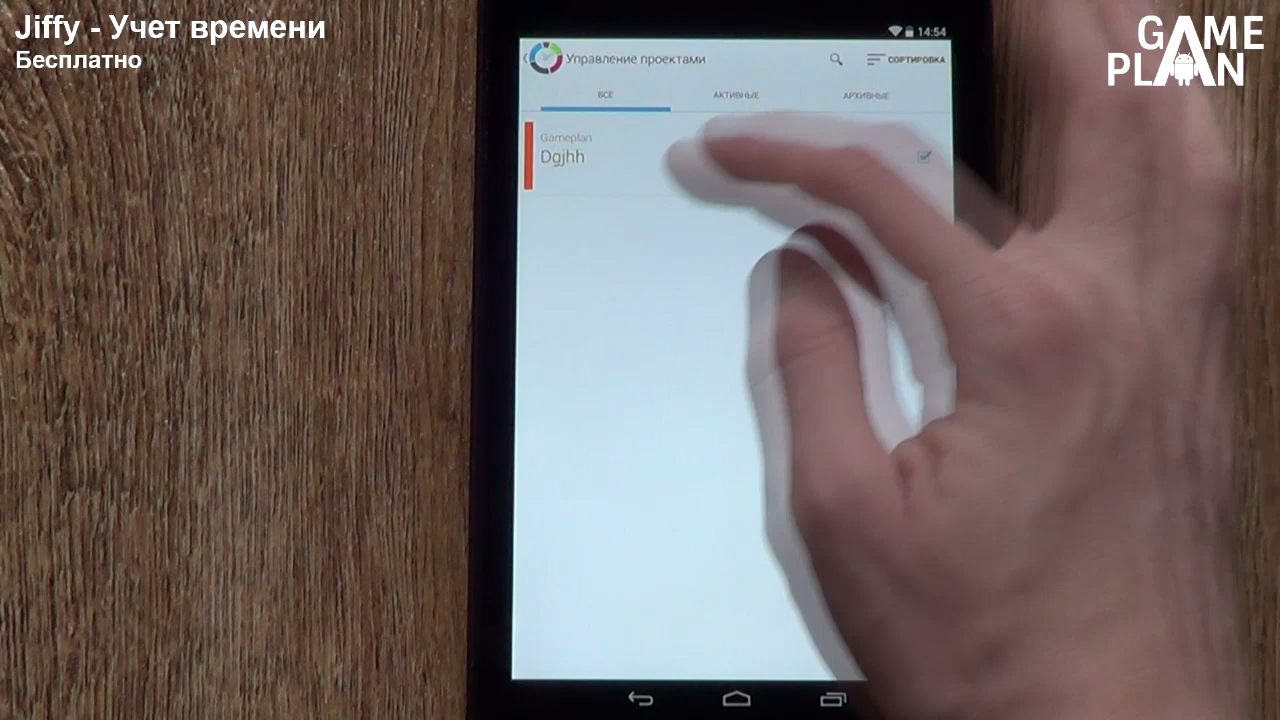 Jiffy - Учет времени
Бесплатно
GAME
PLAN
14:54
Управление проектами
СОРТИРОВКА
ВСЕ
АКТИВНЫЕ
АРХИВНЫЕ
Gameplan
Dgjhh